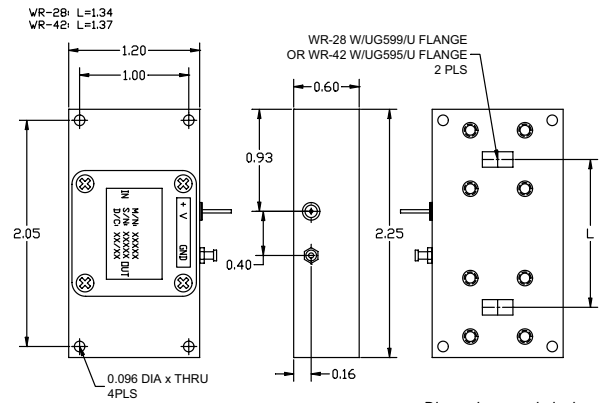 WR-28: L=1.34
WR-42: L=1.37
1.20
1.00
2.05
IN
M/N: XXXXX
S/N: XXXXX OUT
D/C: XX/XX
+ V
GND
0.096 DIA x THRU
4PLS
0.60
0.93
0.40
2.25
0.16
WR-28 W/UG599/U FLANGE
OR WR-42 W/UG595/U FLANGE
2 PLS
L